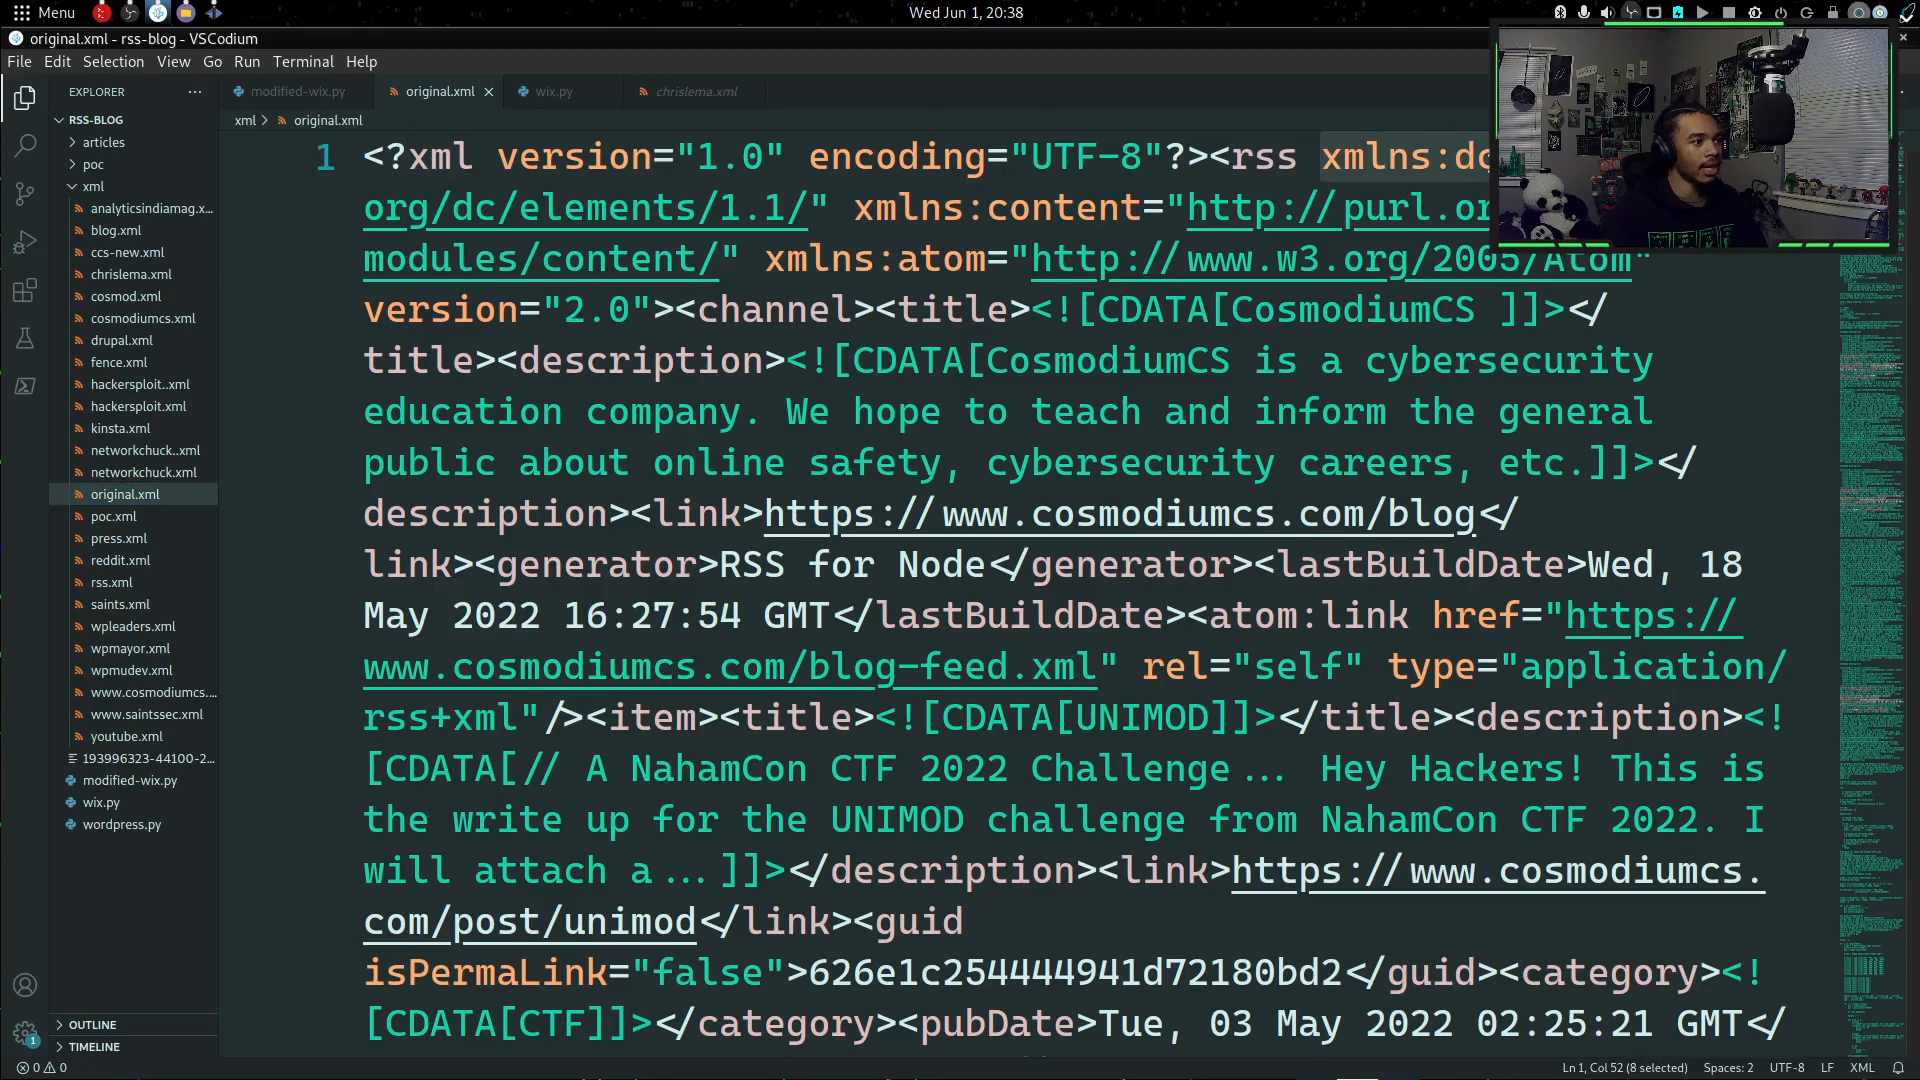 Menu
Wed Jun 1, 20:38
original.xml - rss-blog - VSCodium
File Edit Selection View Go Run Terminal Help
EXPLORER
RSS-BLOG
articles
poc
xml
analyticsindiamag.x...
blog.xml
ccs-new.xml
chrislema.xml
cosmod.xml
cosmodiumcs.xml
drupal.xml
fence.xml
hackersploit..xml
hackersploit.xml
kinsta.xml
networkchuck..xml
networkchuck.xml
original.xml
poc.xml
press.xml
reddit.xml
rss.xml
saints.xml
wpleaders.xml
wpmayor.xml
wpmudev.xml
www.cosmodiumcs....
www.saintssec.xml
youtube.xml
193996323-44100-2...
modified-wix.py
wix.py
wordpress.py
OUTLINE
TIMELINE
1
modified-wix.py original.xml wix.py chrislema.xml
xml > original.xml
1 <?xml version="1.0" encoding="UTF-8"?><rss xmlns:dc
org/dc/elements/1.1/" xmlns:content="http://purl.or
modules/content/" xmlns:atom="http://www.w3.org/2005/Atom"
version="2.0"><channel><title><![CDATA[CosmodiumCS ]]></
title><description><![CDATA[CosmodiumCS is a cybersecurity
education company. We hope to teach and inform the general
public about online safety, cybersecurity careers, etc.]]></
description><link>https://www.cosmodiumcs.com/blog</
link><generator>RSS for Node</generator><lastBuildDate>Wed, 18
May 2022 16:27:54 GMT</lastBuildDate><atom:link href="https://
www.cosmodiumcs.com/blog-feed.xml" rel="self" type="application/
rss+xml"/><item><title><![CDATA[UNIMOD]]></title><description><!
[CDATA[// A NahamCon CTF 2022 Challenge... Hey Hackers! This is
the write up for the UNIMOD challenge from NahamCon CTF 2022. I
will attach a...]]></description><link>https://www.cosmodiumcs.
com/post/unimod</link><guid
isPermaLink="false">626e1c254444941d72180bd2</guid><category><!
[CDATA[CTF]]></category><pubDate>Tue, 03 May 2022 02:25:21 GMT</
0 0
Ln 1, Col 52 (8 selected) Spaces: 2 UTF-8 LF XML